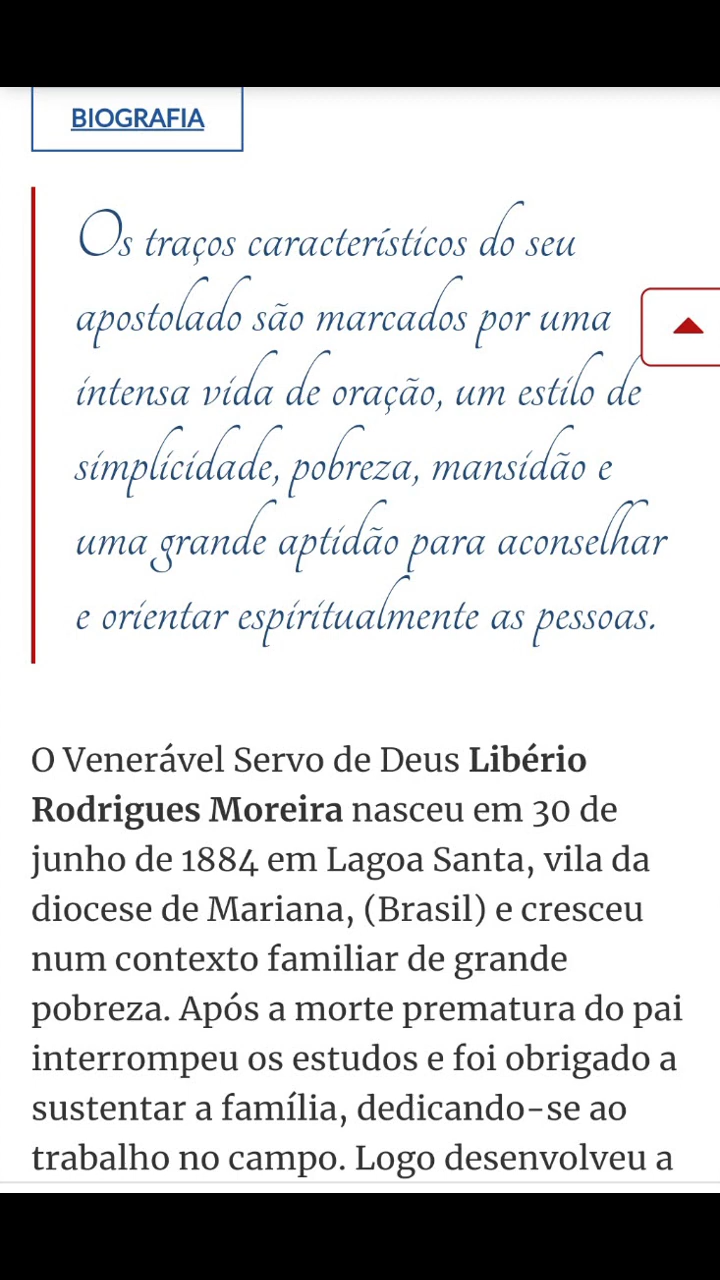 BIOGRAFIA
Os traços característicos do seu
apostolado são marcados por uma
intensa vida de oração, um estilo de
simplicidade, pobreza, mansidão e
uma grande aptidão para aconselhar
e orientar espiritualmente as pessoas.
O Venerável Servo de Deus Libério
Rodrigues Moreira nasceu em 30 de
junho de 1884 em Lagoa Santa, vila da
diocese de Mariana, (Brasil) e cresceu
num contexto familiar de grande
pobreza. Após a morte prematura do pai
interrompeu os estudos e foi obrigado a
sustentar a família, dedicando-se ao
trabalho no campo. Logo desenvolveu a